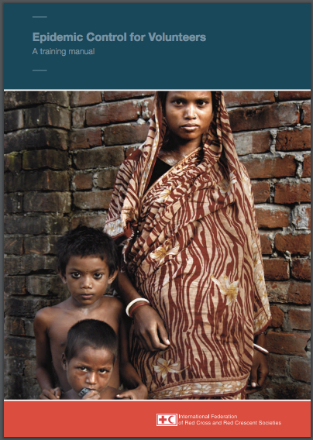 Epidemic Control for Volunteers
A training manual
International Federation
of Red Cross and Red Crescent Societies